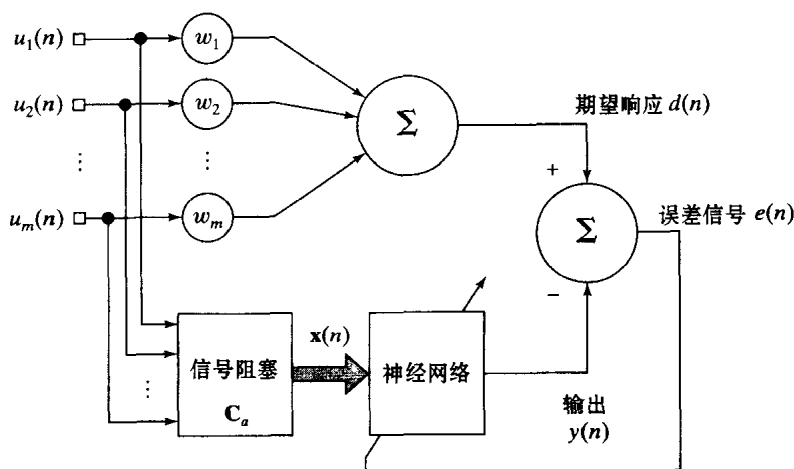 u₁(n)
w₁
u₂(n)
w₂
⋮
⋮
uₘ(n)
wₘ
Σ
期望响应 d(n)
+
Σ
误差信号 e(n)
−
信号阻塞
Cₐ
⋮
x(n)
神经网络
输出
y(n)